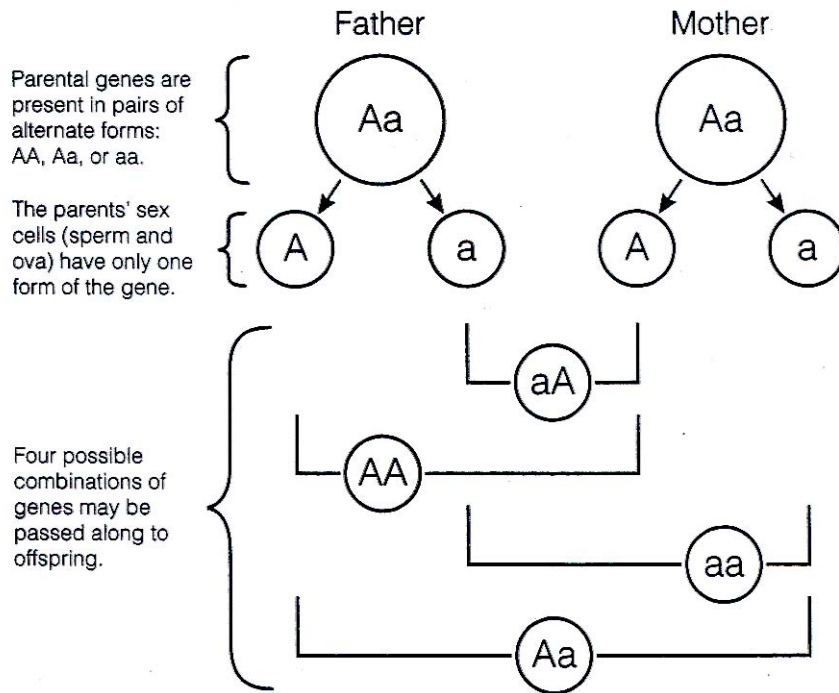 Father
Mother
Parental genes are
present in pairs of
alternate forms:
AA, Aa, or aa.
Aa
Aa
The parents' sex
cells (sperm and
ova) have only one
form of the gene.
A
a
A
a
Four possible
combinations of
genes may be
passed along to
offspring.
aA
AA
aa
Aa